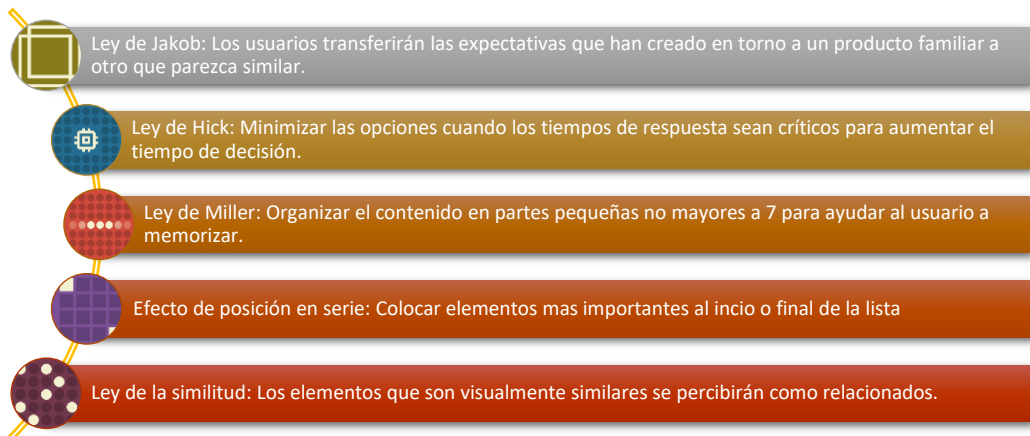 Ley de Jakob: Los usuarios transferirán las expectativas que han creado en torno a un producto familiar a
otro que parezca similar.
Ley de Hick: Minimizar las opciones cuando los tiempos de respuesta sean críticos para aumentar el
tiempo de decisión.
Ley de Miller: Organizar el contenido en partes pequeñas no mayores a 7 para ayudar al usuario a
memorizar.
Efecto de posición en serie: Colocar elementos mas importantes al incio o final de la lista
Ley de la similitud: Los elementos que son visualmente similares se percibirán como relacionados.